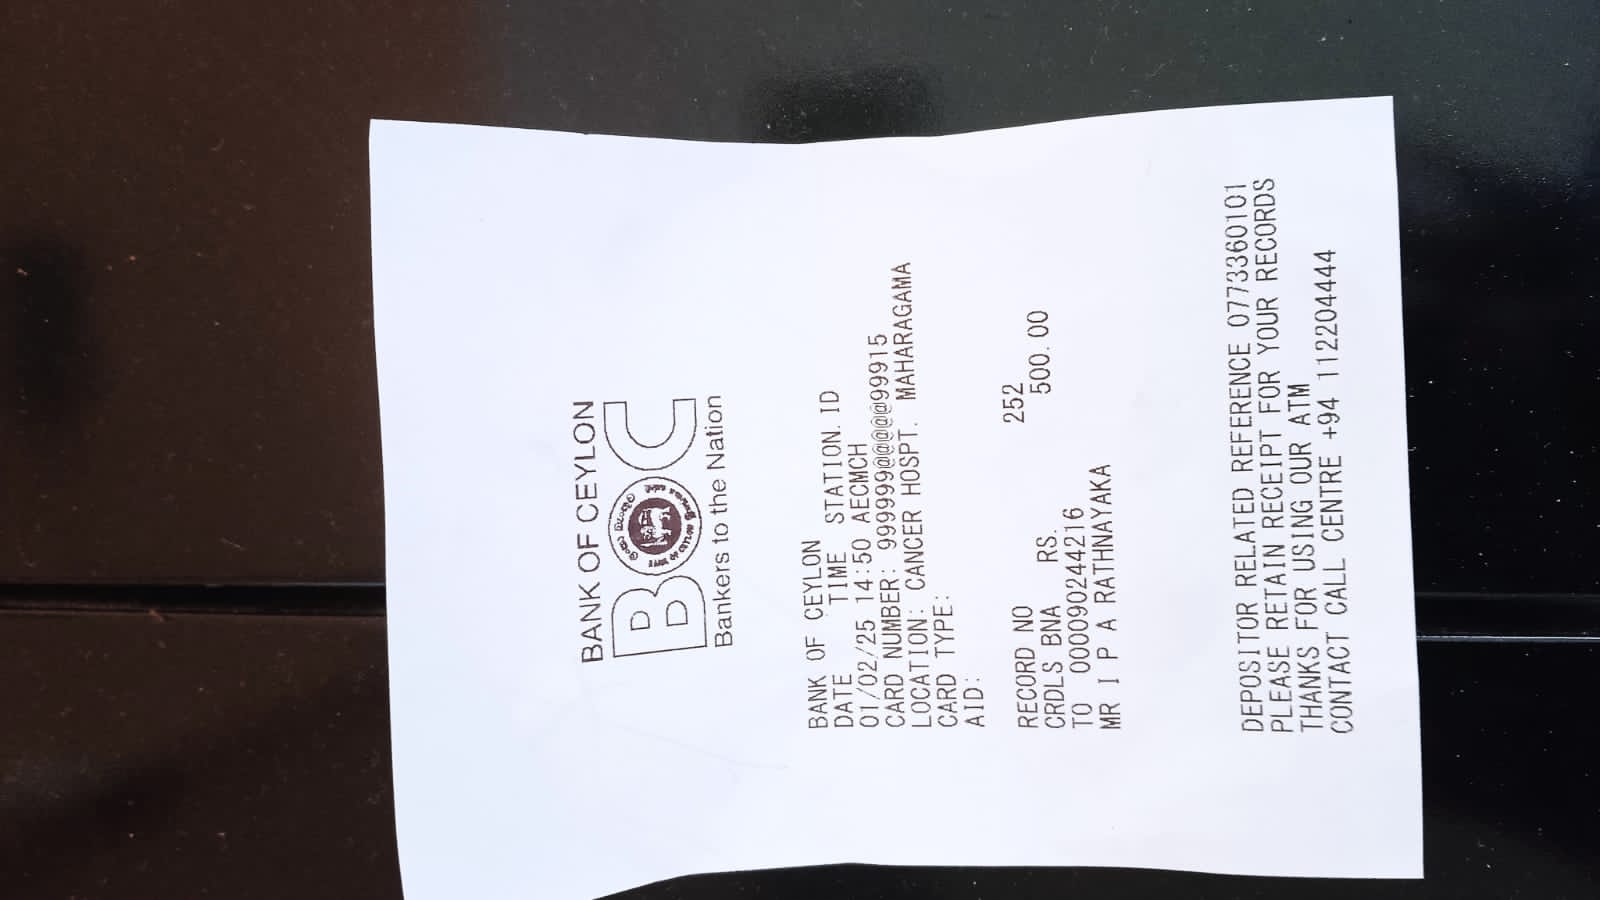 BANK OF CEYLON
BOC
Bankers to the Nation
BANK OF CEYLON
DATE TIME STATION.ID
01/02/25 14:50 AECMCH
CARD NUMBER: 999999@@@@@99915
LOCATION: CANCER HOSPT. MAHARAGAMA
CARD TYPE:
AID:
RECORD NO 252
CRDLS BNA RS. 500.00
TO 000090244216
MR I P A RATHNAYAKA
DEPOSITOR RELATED REFERENCE 0773360101
PLEASE RETAIN RECEIPT FOR YOUR RECORDS
THANKS FOR USING OUR ATM
CONTACT CALL CENTRE +94 112204444